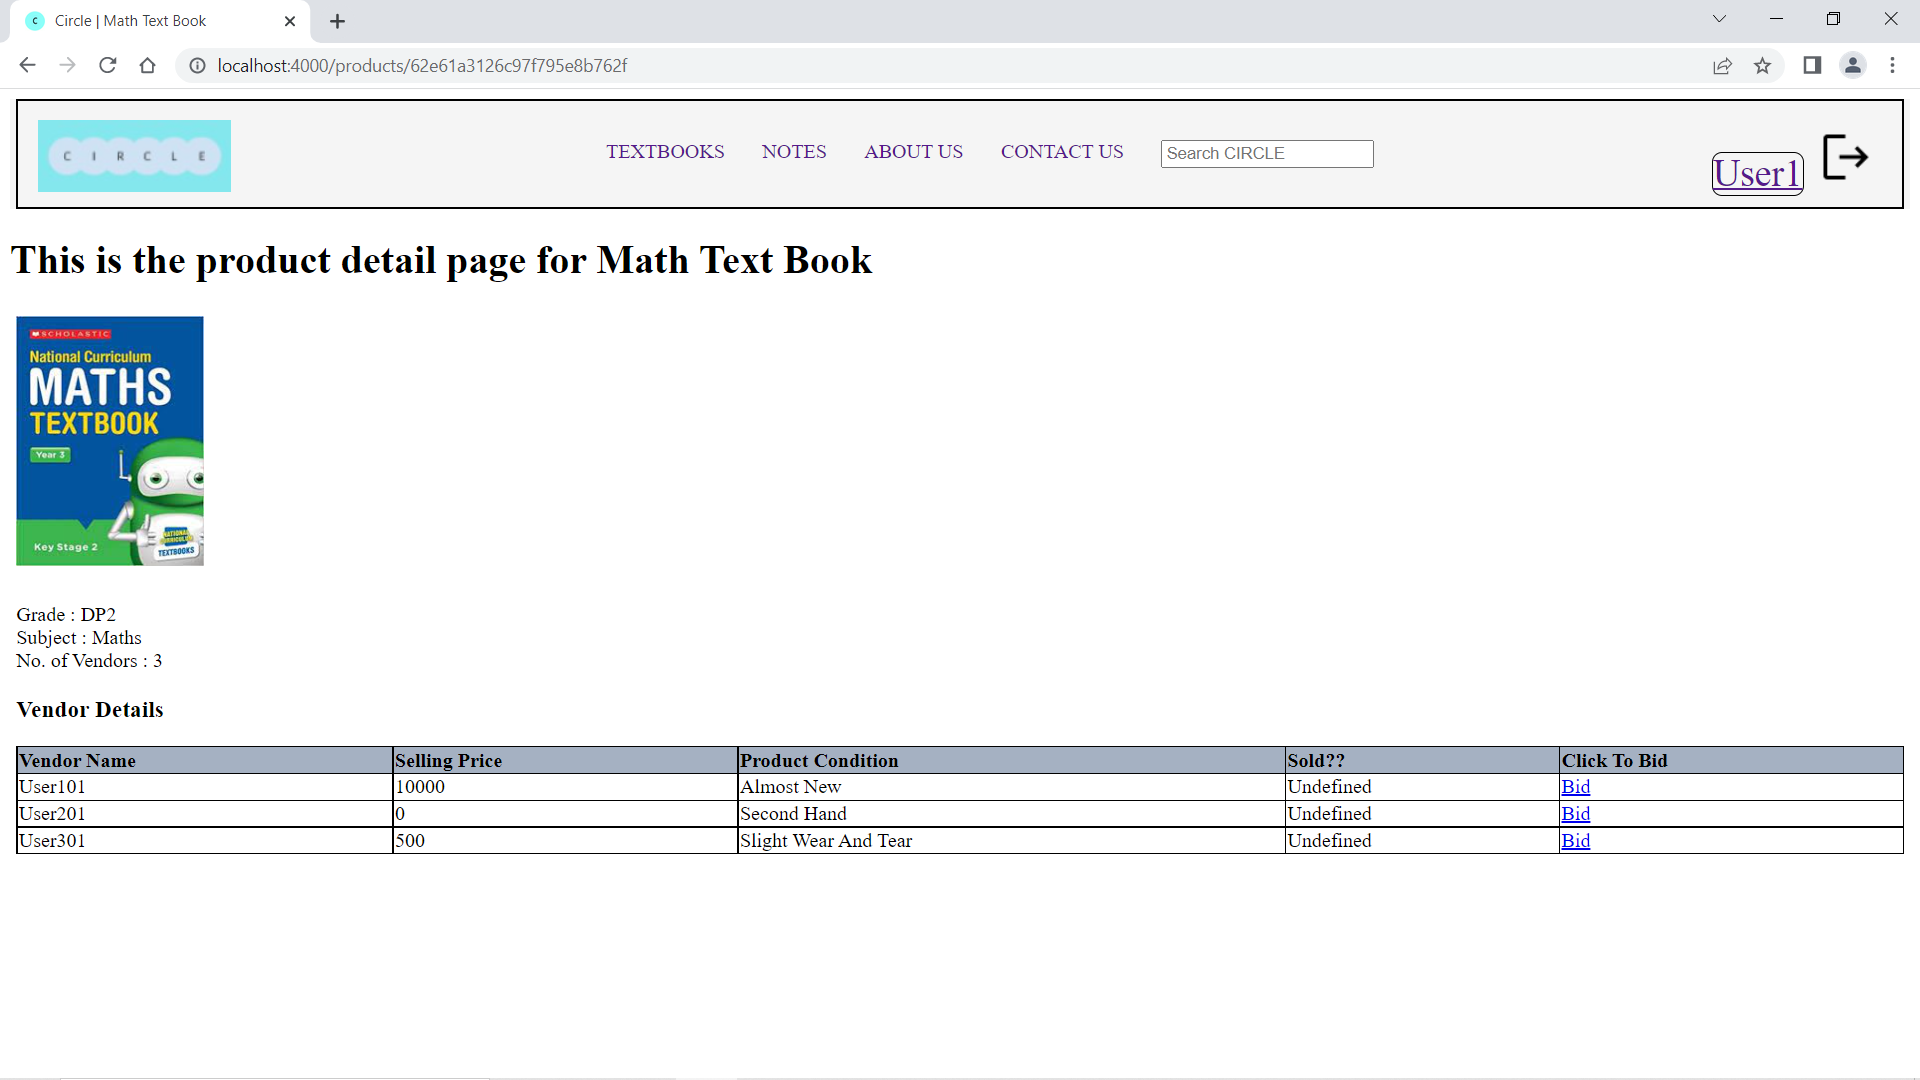 Circle | Math Text Book
localhost:4000/products/62e61a3126c97f795e8b762f
C I R C L E
TEXTBOOKS NOTES ABOUT US CONTACT US Search CIRCLE
User1
This is the product detail page for Math Text Book
SCHOLASTIC
National Curriculum
MATHS
TEXTBOOK
Year 3
NATIONAL
CURRICULUM
TEXTBOOKS
Key Stage 2
Grade : DP2
Subject : Maths
No. of Vendors : 3
Vendor Details
Vendor Name Selling Price Product Condition Sold?? Click To Bid
User101 10000 Almost New Undefined Bid
User201 0 Second Hand Undefined Bid
User301 500 Slight Wear And Tear Undefined Bid